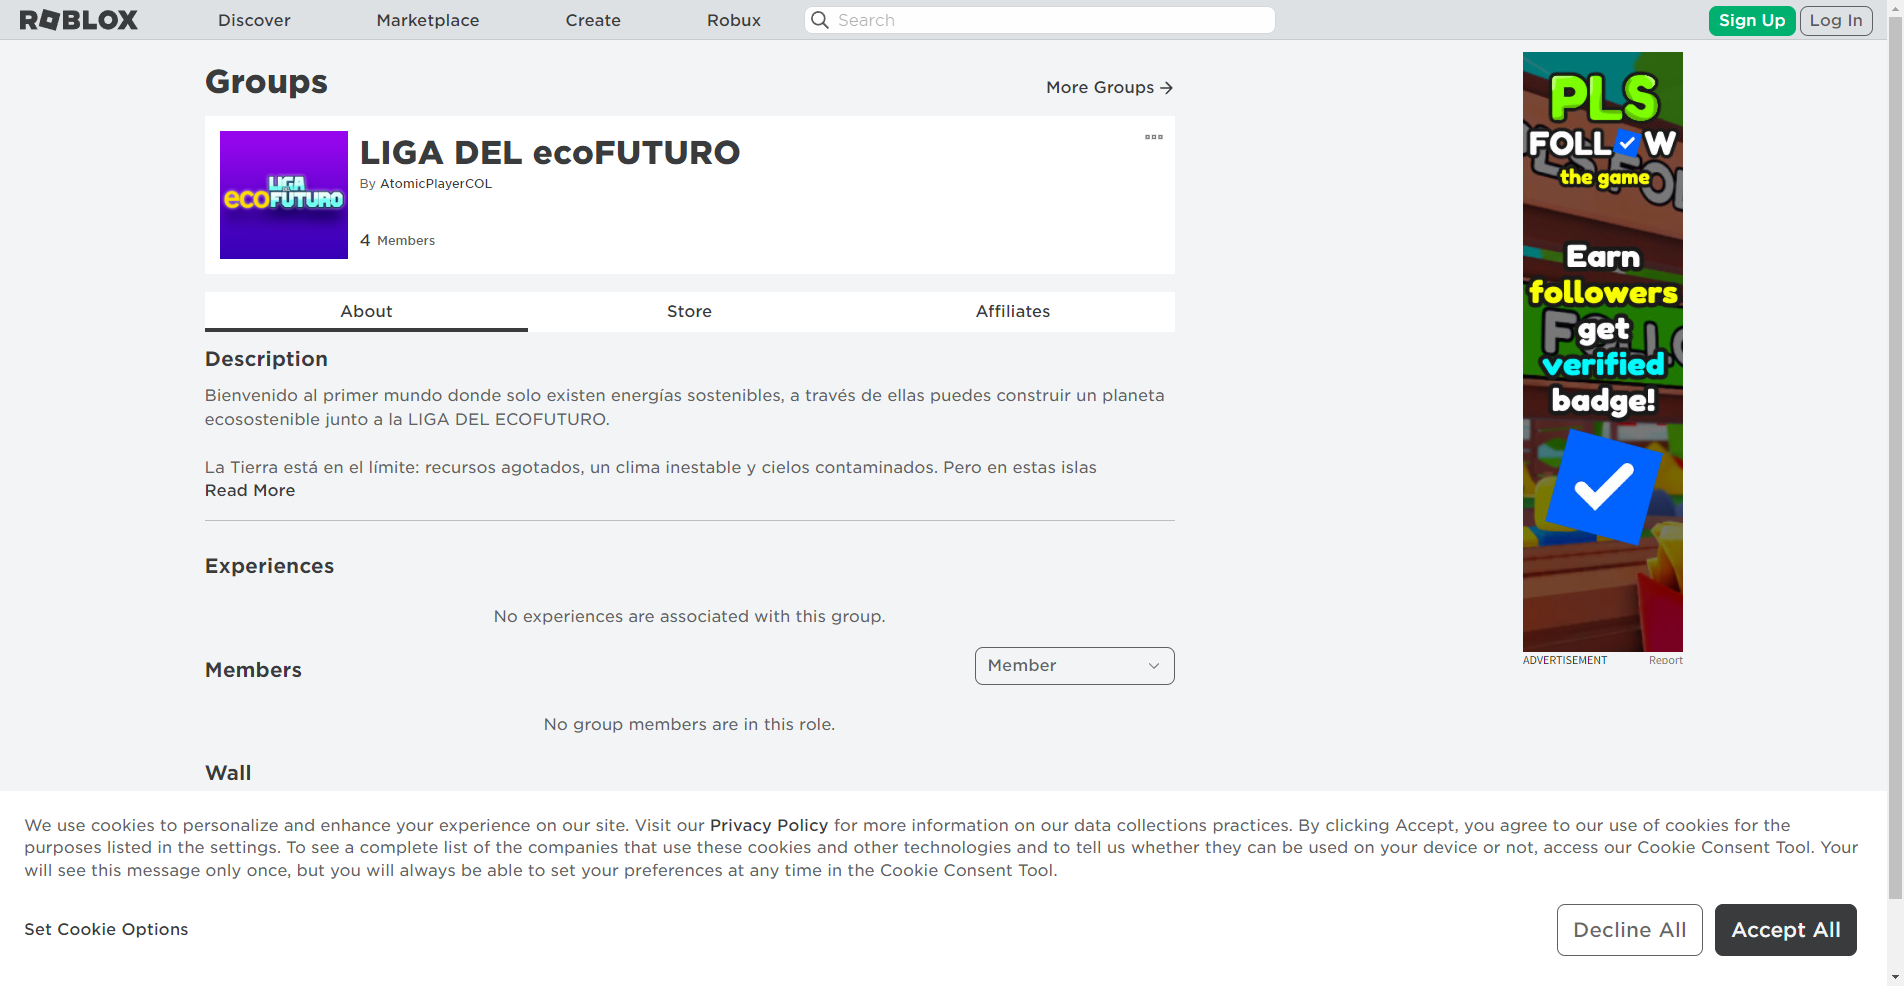 ROBLOX
Discover
Marketplace
Create
Robux
Search
Sign Up
Log In
Groups
More Groups
LIGA
ecoFUTURO
LIGA DEL ecoFUTURO
By AtomicPlayerCOL
4 Members
About
Store
Affiliates
Description
Bienvenido al primer mundo donde solo existen energías sostenibles, a través de ellas puedes construir un planeta
ecosostenible junto a la LIGA DEL ECOFUTURO.
La Tierra está en el límite: recursos agotados, un clima inestable y cielos contaminados. Pero en estas islas
Read More
Experiences
No experiences are associated with this group.
Members
Member
No group members are in this role.
Wall
PLS
FOLL W
the game
Earn
followers
get
verified
badge!
ADVERTISEMENT
Report
We use cookies to personalize and enhance your experience on our site. Visit our Privacy Policy for more information on our data collections practices. By clicking Accept, you agree to our use of cookies for the
purposes listed in the settings. To see a complete list of the companies that use these cookies and other technologies and to tell us whether they can be used on your device or not, access our Cookie Consent Tool. Your
will see this message only once, but you will always be able to set your preferences at any time in the Cookie Consent Tool.
Set Cookie Options
Decline All
Accept All